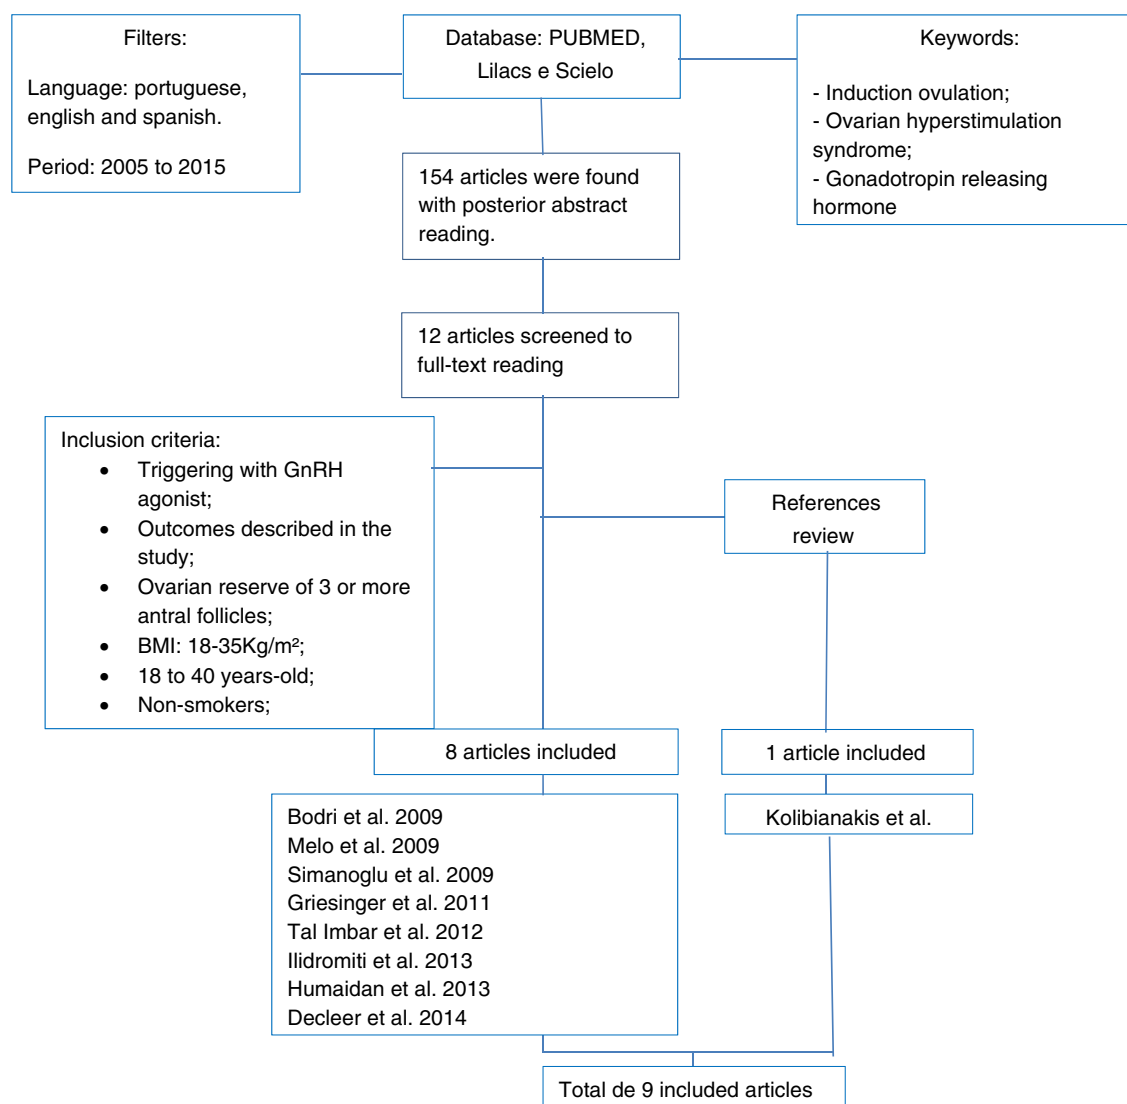 Filters:
Language: portuguese,
english and spanish.
Period: 2005 to 2015
Database: PUBMED,
Lilacs e Scielo
Keywords:
- Induction ovulation;
- Ovarian hyperstimulation
syndrome;
- Gonadotropin releasing
hormone
154 articles were found
with posterior abstract
reading.
12 articles screened to
full-text reading
Inclusion criteria:
• Triggering with GnRH
agonist;
• Outcomes described in the
study;
• Ovarian reserve of 3 or more
antral follicles;
• BMI: 18-35Kg/m²;
• 18 to 40 years-old;
• Non-smokers;
References
review
8 articles included
1 article included
Bodri et al. 2009
Melo et al. 2009
Simanoglu et al. 2009
Griesinger et al. 2011
Tal Imbar et al. 2012
Ilidromiti et al. 2013
Humaidan et al. 2013
Decleer et al. 2014
Kolibianakis et al.
Total de 9 included articles